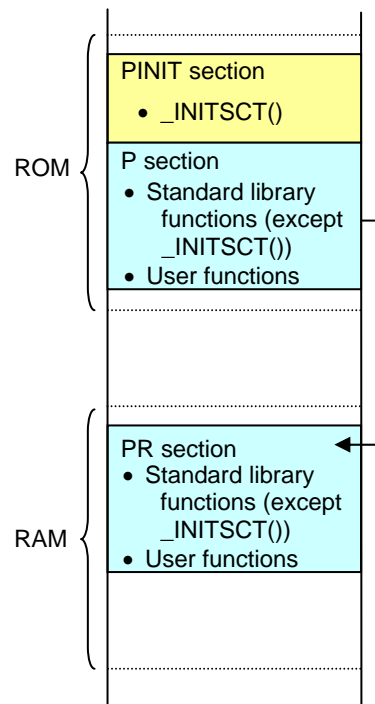 PINIT section
• _INITSCT()
ROM
P section
• Standard library
functions (except
_INITSCT())
• User functions
PR section
• Standard library
functions (except
_INITSCT())
RAM
• User functions